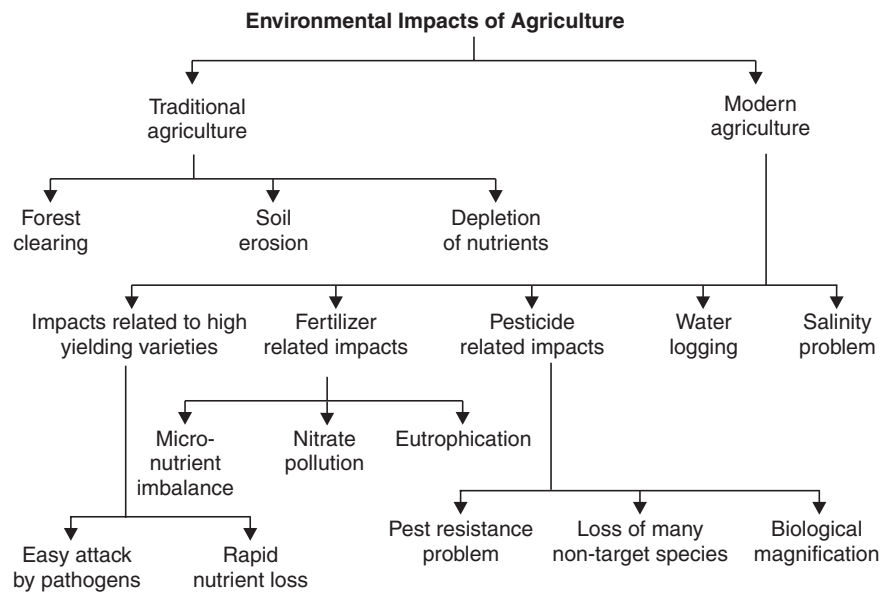 Environmental Impacts of Agriculture
Traditional
agriculture
Modern
agriculture
Forest
clearing
Soil
erosion
Depletion
of nutrients
Impacts related to high
yielding varieties
Fertilizer
related impacts
Pesticide
related impacts
Water
logging
Salinity
problem
Micro-
nutrient
imbalance
Nitrate
pollution
Eutrophication
Easy attack
by pathogens
Rapid
nutrient loss
Pest resistance
problem
Loss of many
non-target species
Biological
magnification